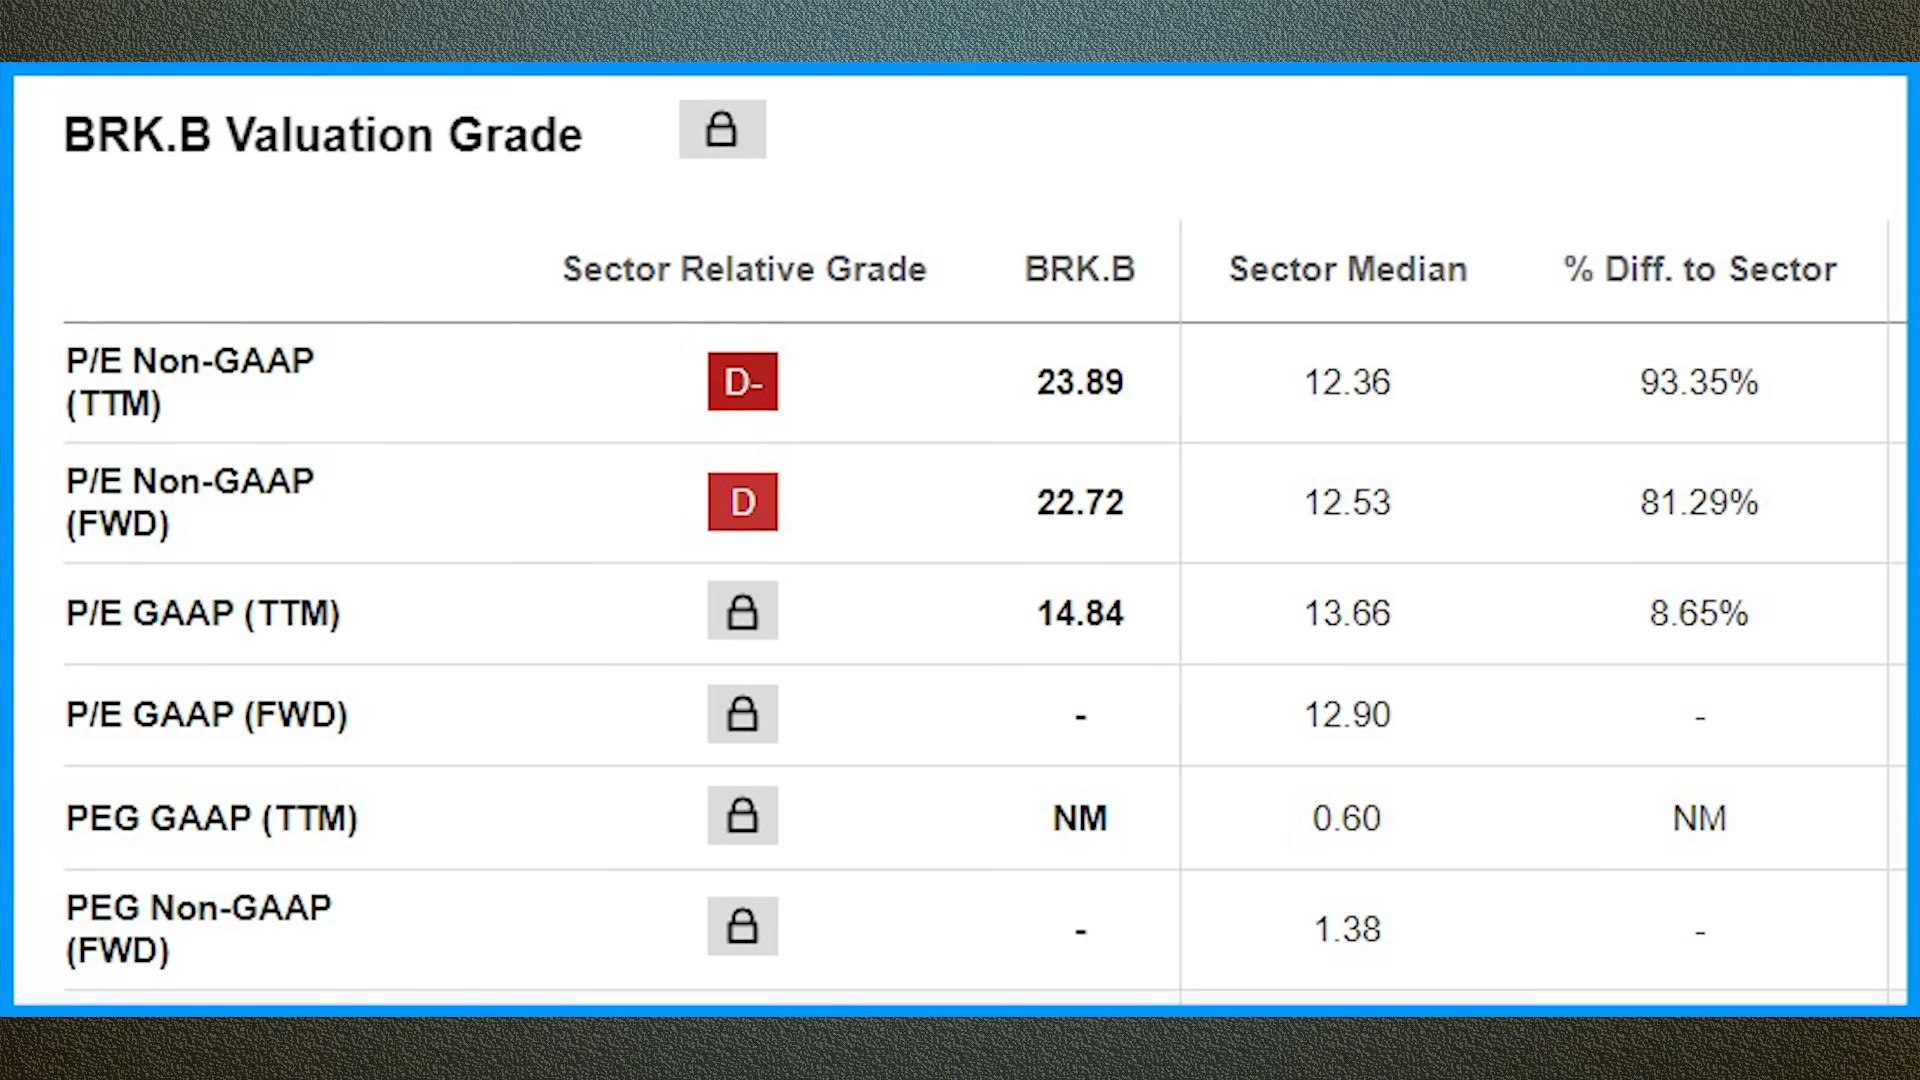 BRK.B Valuation Grade
Sector Relative Grade BRK.B Sector Median % Diff. to Sector
P/E Non-GAAP
(TTM) D- 23.89 12.36 93.35%
P/E Non-GAAP
(FWD) D 22.72 12.53 81.29%
P/E GAAP (TTM) 14.84 13.66 8.65%
P/E GAAP (FWD) - 12.90 -
PEG GAAP (TTM) NM 0.60 NM
PEG Non-GAAP
(FWD) - 1.38 -